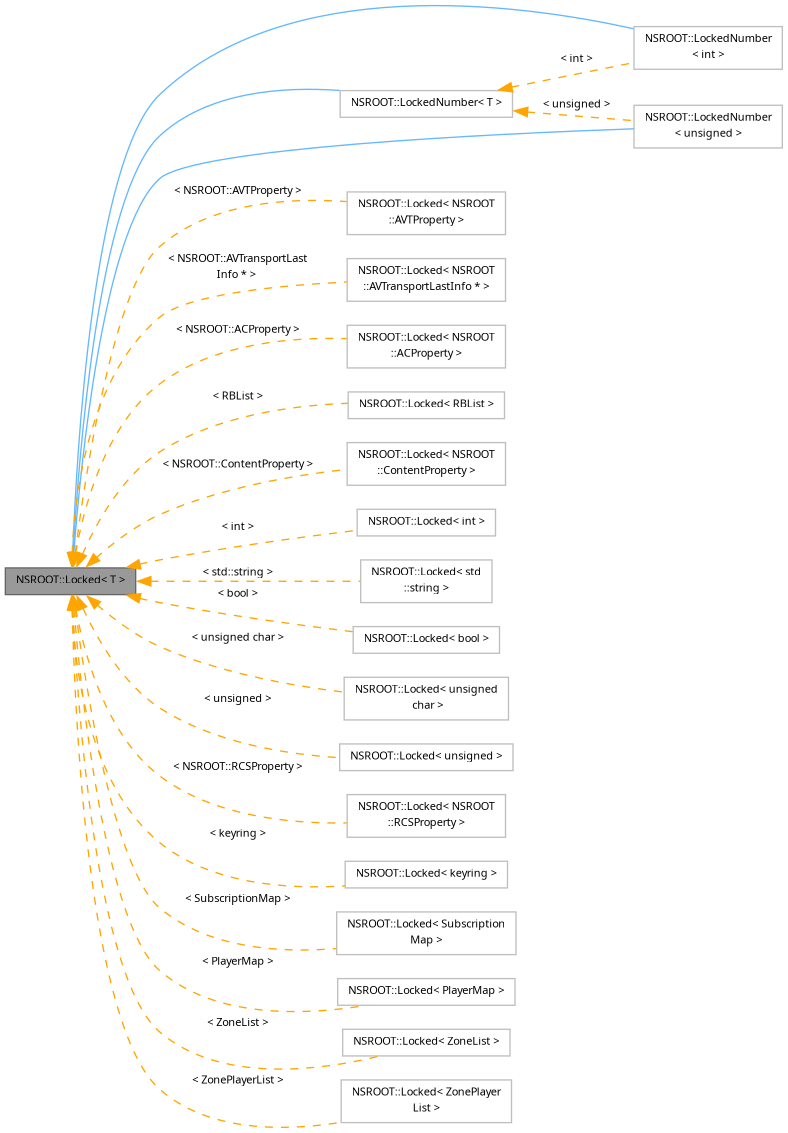 NSROOT::LockedNumber
< int >
< int >
NSROOT::LockedNumber< T >
< unsigned >
NSROOT::LockedNumber
< unsigned >
< NSROOT::AVTProperty >
NSROOT::Locked< NSROOT
::AVTProperty >
< NSROOT::AVTransportLast
Info * >
NSROOT::Locked< NSROOT
::AVTransportLastInfo * >
< NSROOT::ACProperty >
NSROOT::Locked< NSROOT
::ACProperty >
< RBList >
NSROOT::Locked< RBList >
< NSROOT::ContentProperty >
NSROOT::Locked< NSROOT
::ContentProperty >
< int >
NSROOT::Locked< int >
NSROOT::Locked< T >
< std::string >
NSROOT::Locked< std
::string >
< bool >
NSROOT::Locked< bool >
< unsigned char >
NSROOT::Locked< unsigned
char >
< unsigned >
NSROOT::Locked< unsigned >
< NSROOT::RCSProperty >
NSROOT::Locked< NSROOT
::RCSProperty >
< keyring >
NSROOT::Locked< keyring >
< SubscriptionMap >
NSROOT::Locked< Subscription
Map >
< PlayerMap >
NSROOT::Locked< PlayerMap >
< ZoneList >
NSROOT::Locked< ZoneList >
< ZonePlayerList >
NSROOT::Locked< ZonePlayer
List >